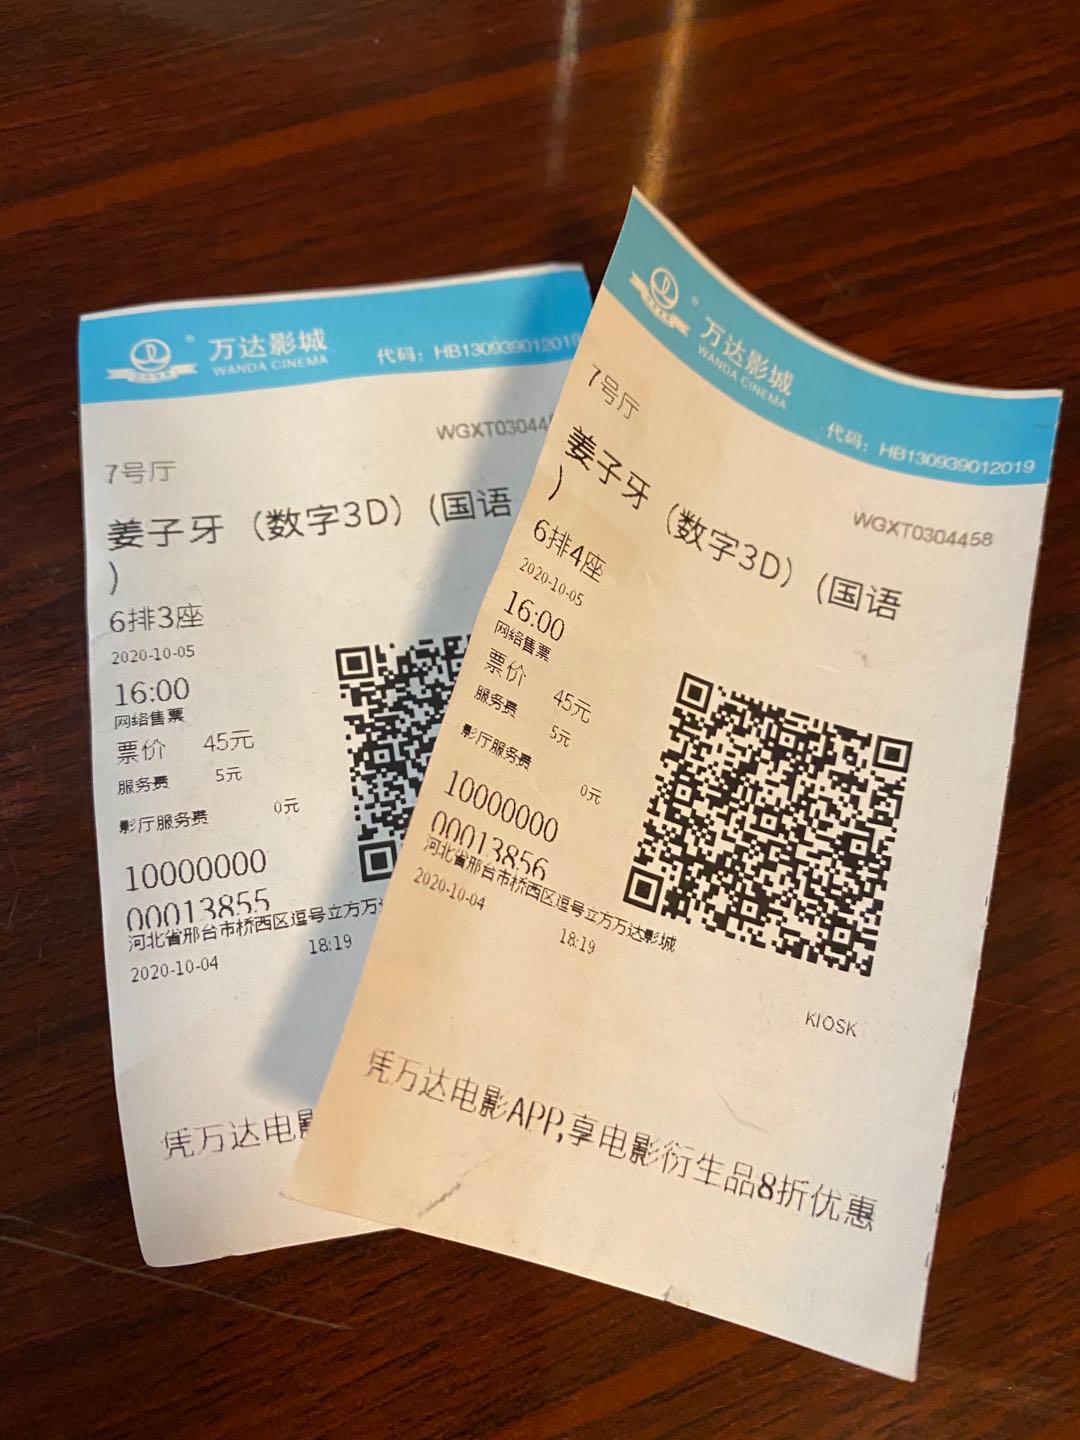 万达影城
WANDA CINEMA
代码：HB130939012019
WGXT03044
7号厅
姜子牙（数字3D）（国语
）
6排3座
2020-10-05
16:00
网络售票
票价 45元
服务费 5元
影厅服务费 0元
10000000
00013855
河北省邢台市桥西区逗号立方万
2020-10-04 18:19
凭万达电影
万达影城
WANDA CINEMA
代码：HB130939012019
7号厅
WGXT0304458
姜子牙（数字3D）（国语
）
6排4座
2020-10-05
16:00
网络售票
票价 45元
服务费 5元
影厅服务费 0元
10000000
00013856
河北省邢台市桥西区逗号立方万达影城
2020-10-04 18:19
KIOSK
凭万达电影APP,享电影衍生品8折优惠